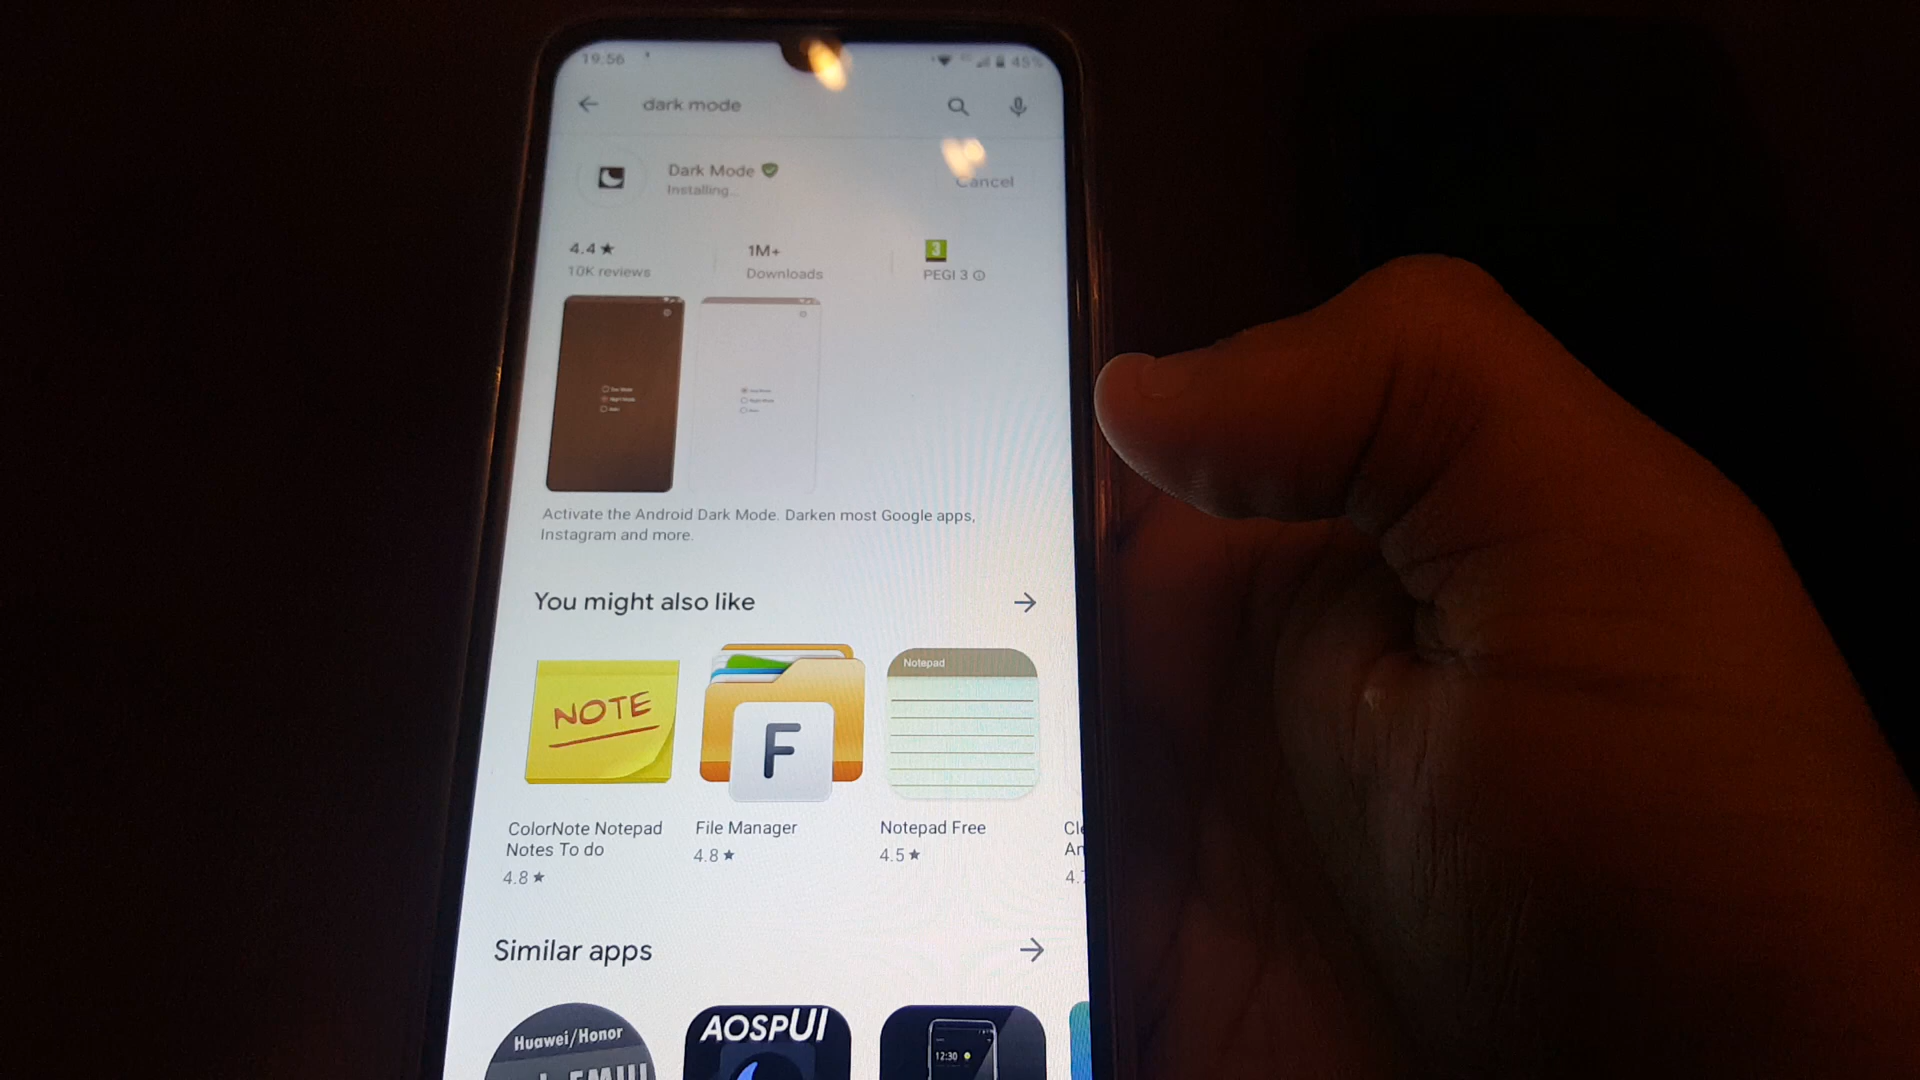 19:56
45%
dark mode
Dark Mode
Installing...
Cancel
4.4 ★
10K reviews
1M+
Downloads
3
PEGI 3
Activate the Android Dark Mode. Darken most Google apps,
Instagram and more.
You might also like
NOTE
F
Notepad
ColorNote Notepad
Notes To do
4.8 ★
File Manager
4.8 ★
Notepad Free
4.5 ★
Similar apps
Huawei/Honor
EMUI
AOSPUI
12:30